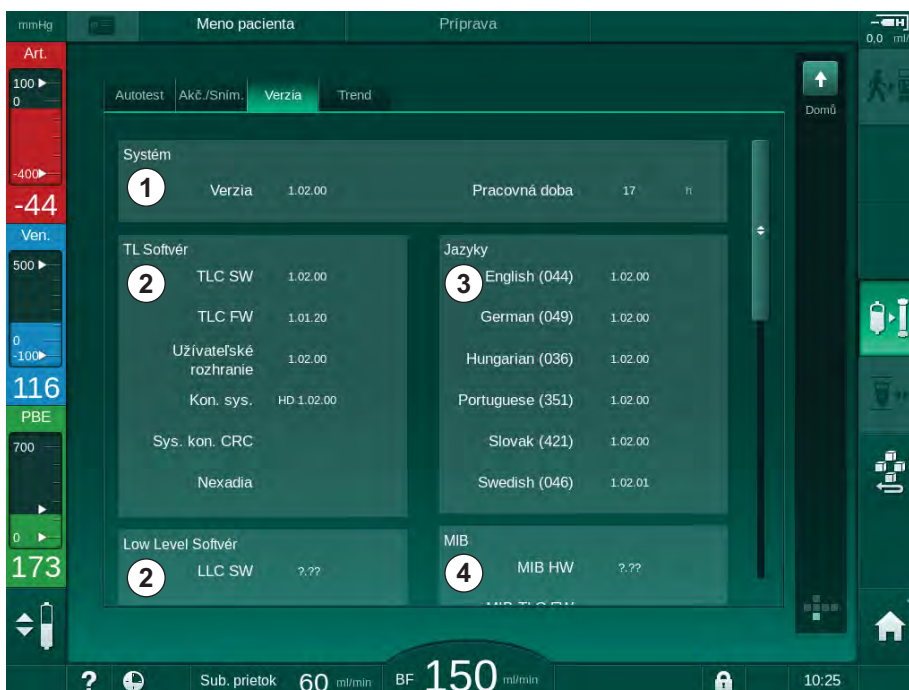 mmHg
Meno pacienta
Príprava
0,0 ml/
Art.
100
0
-400
-44
Ven.
500
0
-100
116
PBE
700
0
173
Autotest Akč./Sním. Verzia Trend
Domů
Systém
1
Verzia 1.02.00 Pracovná doba 17 h
TL Softvér
2
TLC SW 1.02.00
TLC FW 1.01.20
Užívateľské
rozhranie 1.02.00
Kon. sys. HD 1.02.00
Sys. kon. CRC
Nexadia
Jazyky
3
English (044) 1.02.00
German (049) 1.02.00
Hungarian (036) 1.02.00
Portuguese (351) 1.02.00
Slovak (421) 1.02.00
Swedish (046) 1.02.01
Low Level Softvér
2
LLC SW ?.??
MIB
4
MIB HW ?.??
MIB TLC FW
? Sub. prietok 60 ml/min BF 150 ml/min 10:25